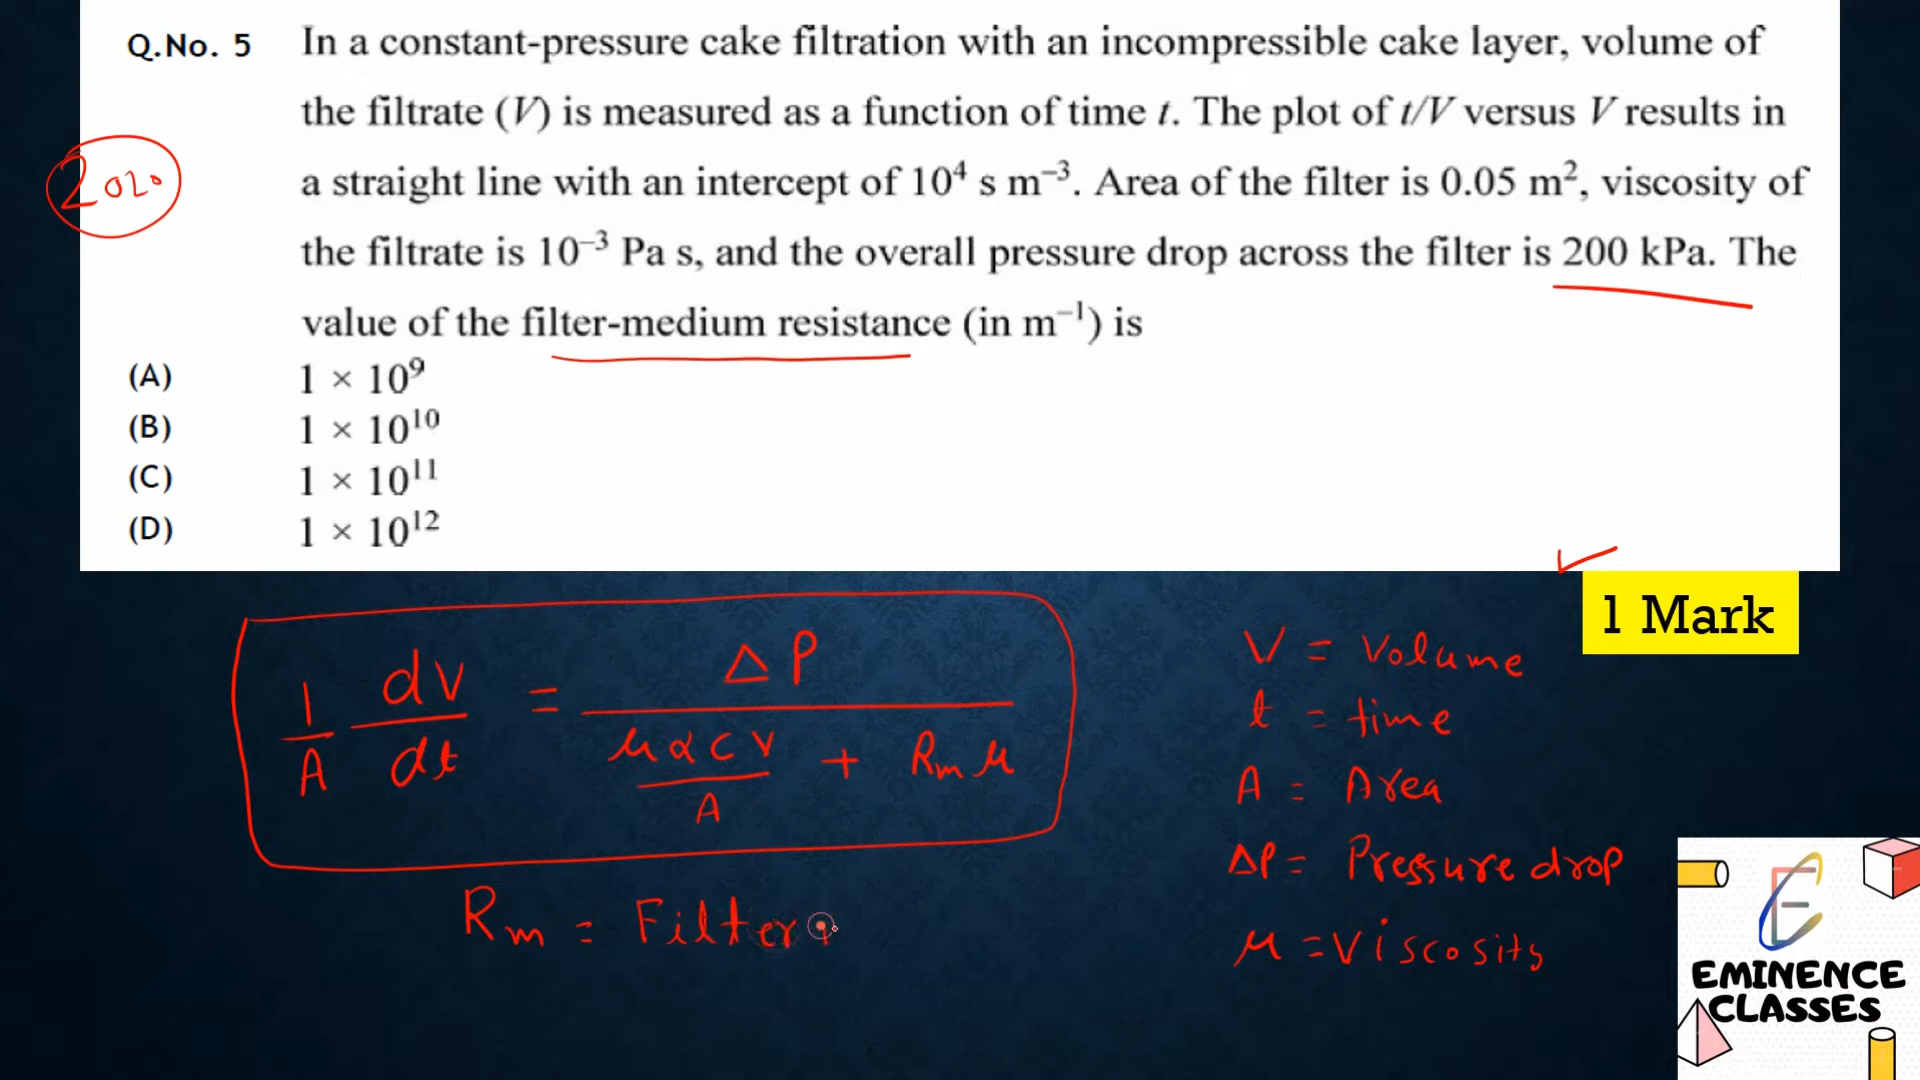 Q.No. 5 In a constant-pressure cake filtration with an incompressible cake layer, volume of
the filtrate (V) is measured as a function of time t. The plot of t/V versus V results in
2020
a straight line with an intercept of 10⁴ s m⁻³. Area of the filter is 0.05 m², viscosity of
the filtrate is 10⁻³ Pa s, and the overall pressure drop across the filter is 200 kPa. The
value of the filter-medium resistance (in m⁻¹) is
(A) 1 × 10⁹
(B) 1 × 10¹⁰
(C) 1 × 10¹¹
(D) 1 × 10¹²
1 Mark
1/A dV/dt = ΔP / (μαCV/A + Rm μ)
Rm = Filter
V = Volume
t = time
A = Area
ΔP = Pressure drop
μ = Viscosity
EMINENCE
CLASSES